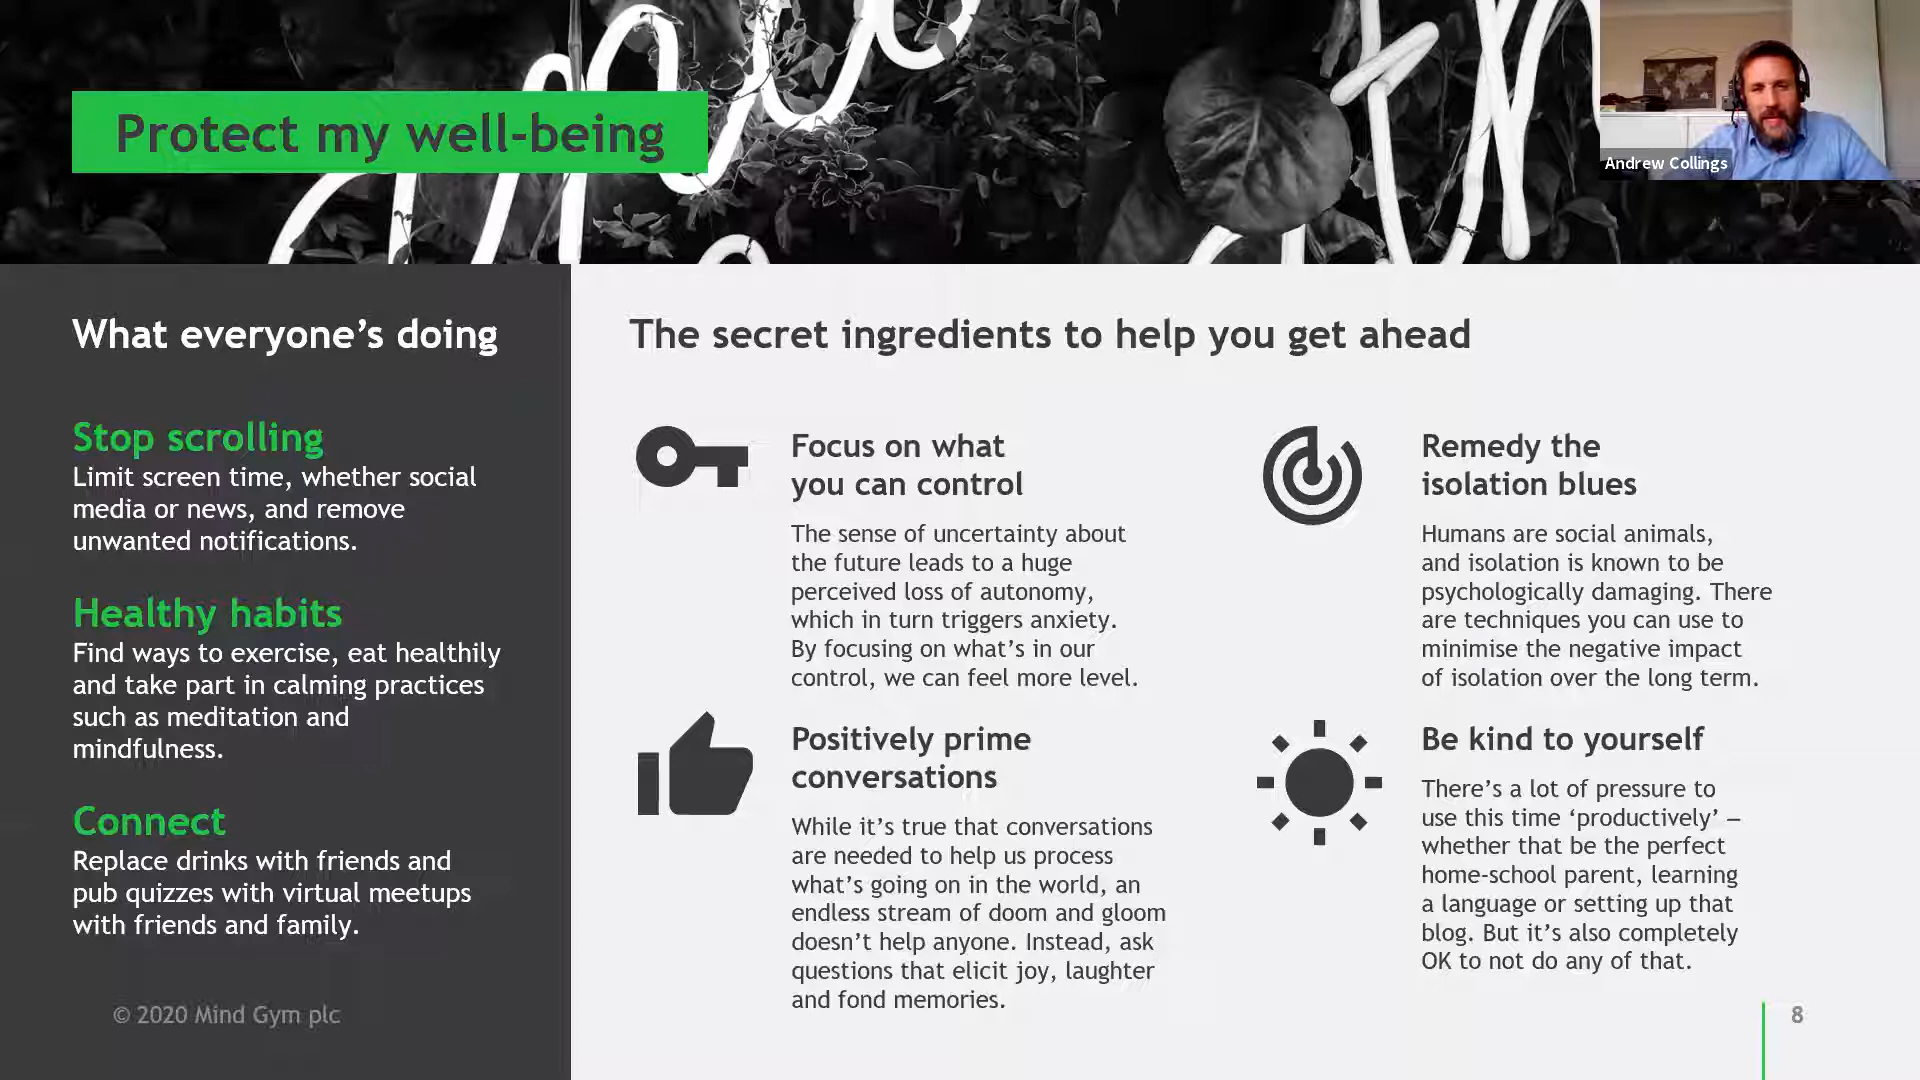 Protect my well-being
Andrew Collings
What everyone’s doing
Stop scrolling
Limit screen time, whether social
media or news, and remove
unwanted notifications.
Healthy habits
Find ways to exercise, eat healthily
and take part in calming practices
such as meditation and
mindfulness.
Connect
Replace drinks with friends and
pub quizzes with virtual meetups
with friends and family.
© 2020 Mind Gym plc
The secret ingredients to help you get ahead
Focus on what
you can control
The sense of uncertainty about
the future leads to a huge
perceived loss of autonomy,
which in turn triggers anxiety.
By focusing on what’s in our
control, we can feel more level.
Remedy the
isolation blues
Humans are social animals,
and isolation is known to be
psychologically damaging. There
are techniques you can use to
minimise the negative impact
of isolation over the long term.
Positively prime
conversations
While it’s true that conversations
are needed to help us process
what’s going on in the world, an
endless stream of doom and gloom
doesn’t help anyone. Instead, ask
questions that elicit joy, laughter
and fond memories.
Be kind to yourself
There’s a lot of pressure to
use this time ‘productively’ –
whether that be the perfect
home-school parent, learning
a language or setting up that
blog. But it’s also completely
OK to not do any of that.
8